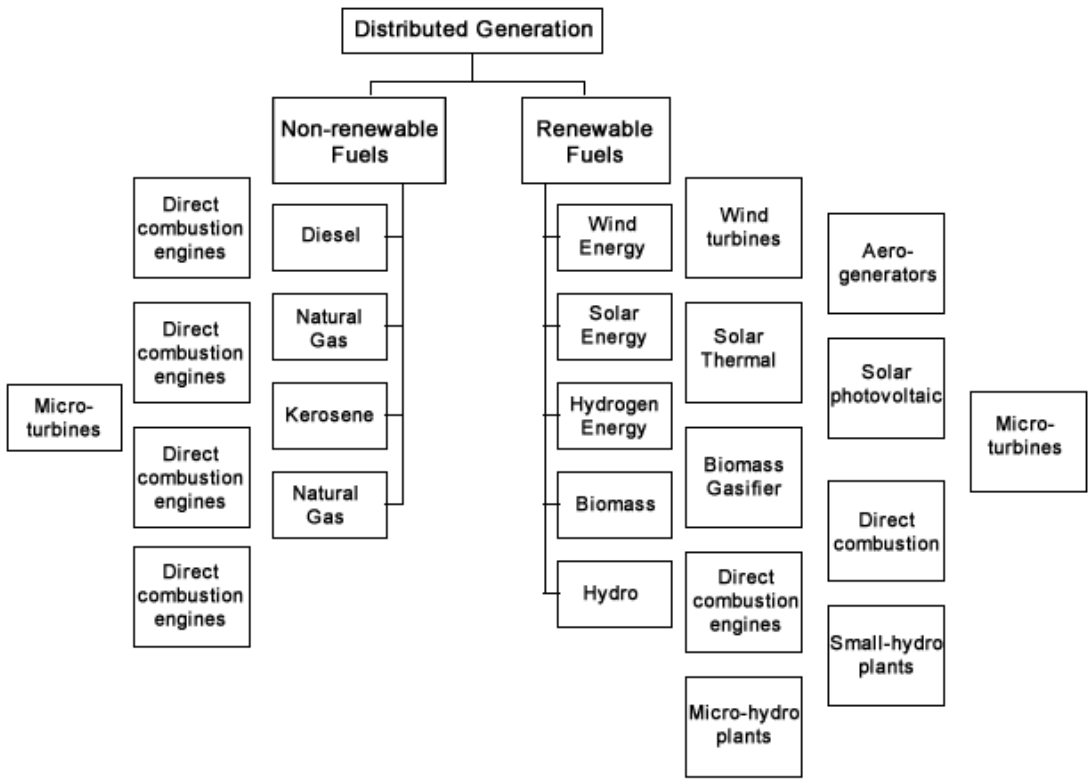 Distributed Generation
Non-renewable
Fuels
Renewable
Fuels
Direct
combustion
engines
Direct
combustion
engines
Micro-
turbines
Direct
combustion
engines
Direct
combustion
engines
Diesel
Natural
Gas
Kerosene
Natural
Gas
Wind
Energy
Solar
Energy
Hydrogen
Energy
Biomass
Hydro
Wind
turbines
Solar
Thermal
Biomass
Gasifier
Direct
combustion
engines
Micro-hydro
plants
Aero-
generators
Solar
photovoltaic
Direct
combustion
Small-hydro
plants
Micro-
turbines